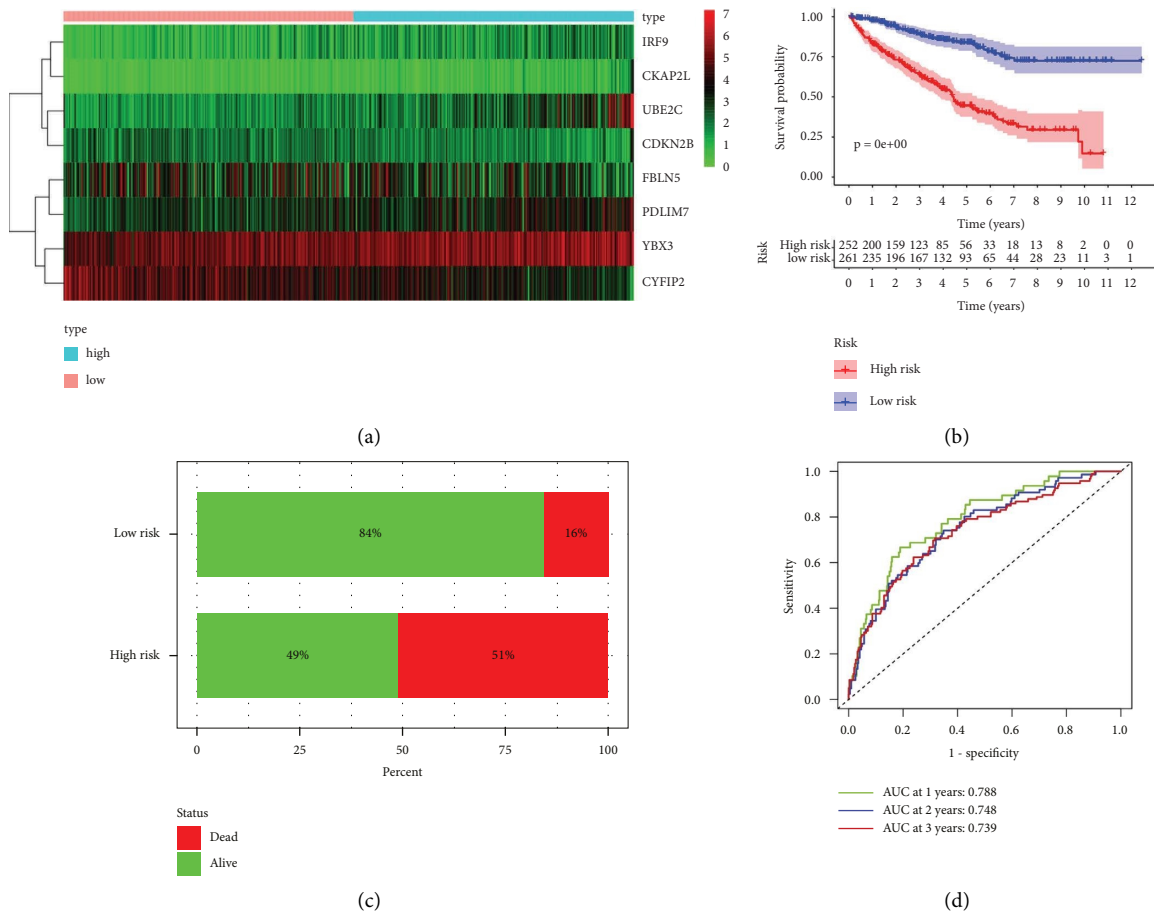 type
7
6
5
4
3
2
1
0
IRF9
CKAP2L
UBE2C
CDKN2B
FBLN5
PDLIM7
YBX3
CYFIP2
type
high
low
(a)
Survival probability
1.00
0.76
0.50
0.25
0.00
p = 0e+00
0 1 2 3 4 5 6 7 8 9 10 11 12
Time (years)
Risk
High risk 252 200 159 123 85 56 33 18 13 8 2 0 0
low risk 261 235 196 167 132 93 65 44 28 23 11 3 1
0 1 2 3 4 5 6 7 8 9 10 11 12
Time (years)
Risk
High risk
Low risk
(b)
Low risk
84% 16%
High risk
49% 51%
0 25 50 75 100
Percent
Status
Dead
Alive
(c)
Sensitivity
1.0
0.8
0.6
0.4
0.2
0.0
0.0 0.2 0.4 0.6 0.8 1.0
1 - specificity
AUC at 1 years: 0.788
AUC at 2 years: 0.748
AUC at 3 years: 0.739
(d)